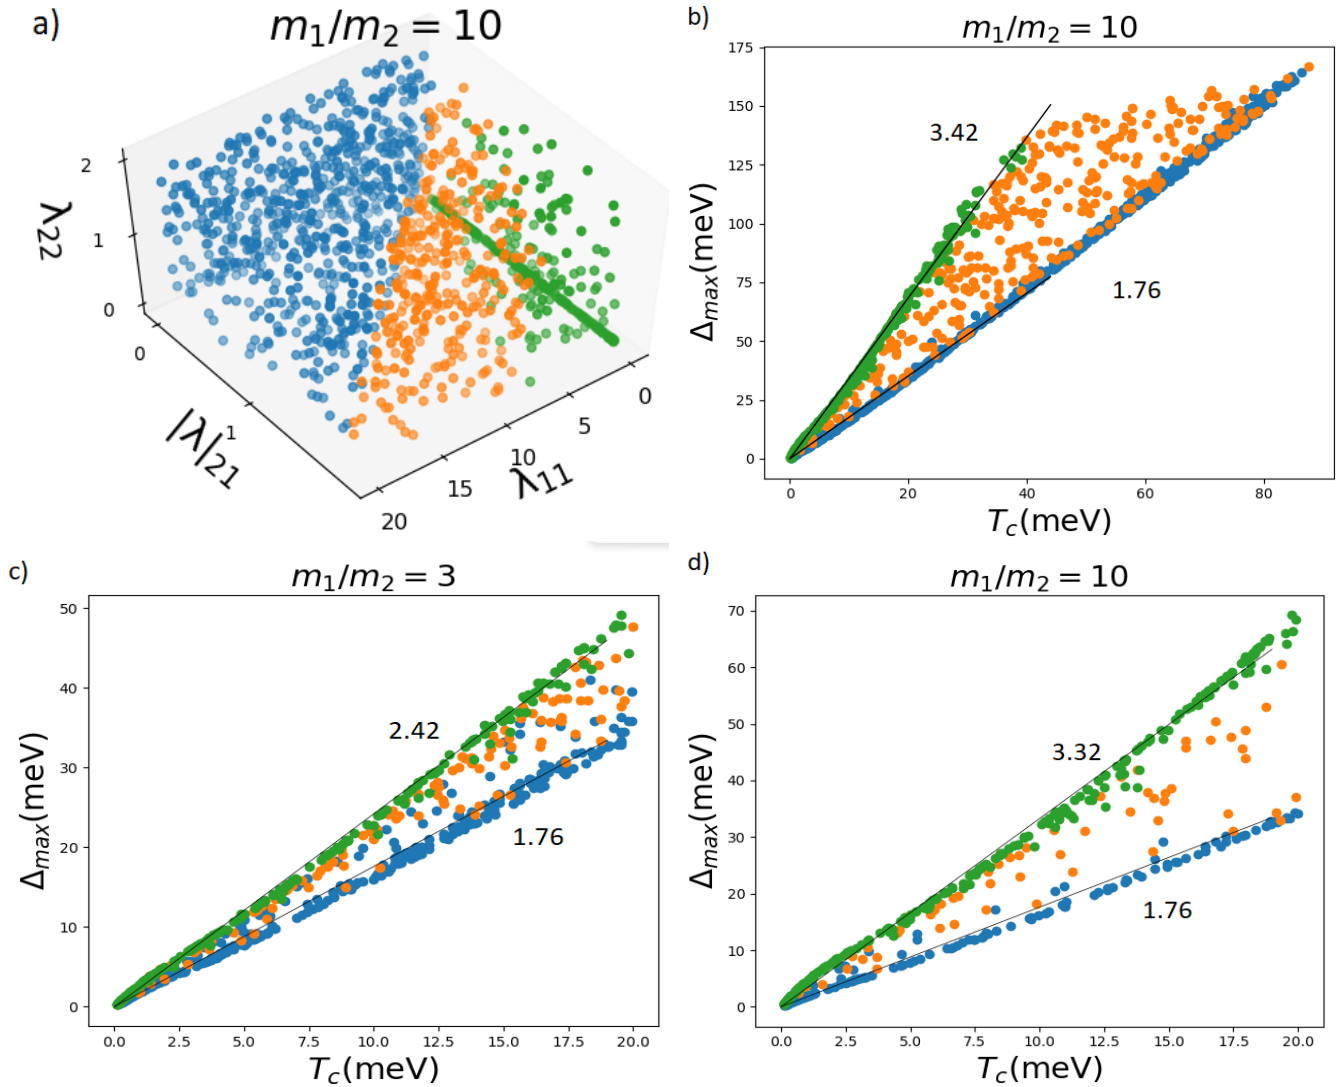 a)
m₁/m₂ = 10
λ₂₂
2
1
0
|λ|₂₁
0
1
λ₁₁
20
15
10
5
0
b)
m₁/m₂ = 10
Δₘₐₓ(meV)
175
150
125
100
75
50
25
0
3.42
1.76
0 20 40 60 80
T_c(meV)
c)
m₁/m₂ = 3
Δₘₐₓ(meV)
50
40
30
20
10
0
2.42
1.76
0.0 2.5 5.0 7.5 10.0 12.5 15.0 17.5 20.0
T_c(meV)
d)
m₁/m₂ = 10
Δₘₐₓ(meV)
70
60
50
40
30
20
10
0
3.32
1.76
0.0 2.5 5.0 7.5 10.0 12.5 15.0 17.5 20.0
T_c(meV)